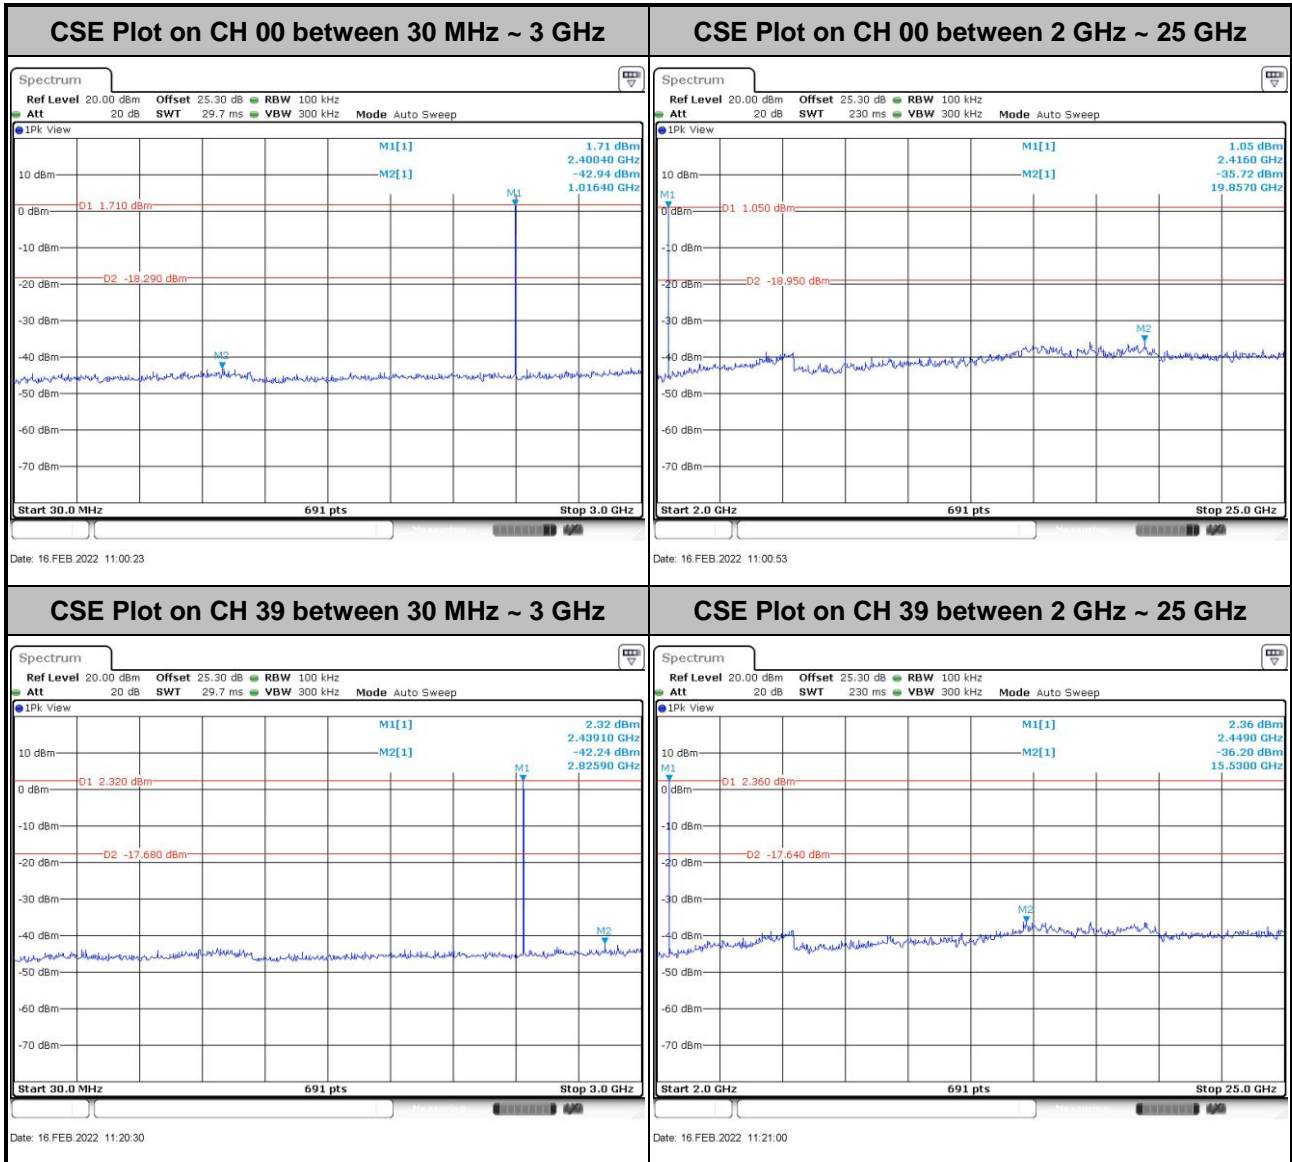 CSE Plot on CH 00 between 30 MHz ~ 3 GHz
Spectrum
Ref Level 20.00 dBm Offset 25.30 dB RBW 100 kHz
Att 20 dB SWT 29.7 ms VBW 300 kHz Mode Auto Sweep
1Pk View
M1[1] 1.71 dBm
2.40040 GHz
10 dBm M2[1] -42.94 dBm
1.01640 GHz
M1
D1 1.710 dBm
0 dBm
-10 dBm
D2 -18.290 dBm
-20 dBm
-30 dBm
M2
-40 dBm
-50 dBm
-60 dBm
-70 dBm
Start 30.0 MHz 691 pts Stop 3.0 GHz
Date: 16.FEB.2022 11:00:23
CSE Plot on CH 00 between 2 GHz ~ 25 GHz
Spectrum
Ref Level 20.00 dBm Offset 25.30 dB RBW 100 kHz
Att 20 dB SWT 230 ms VBW 300 kHz Mode Auto Sweep
1Pk View
M1[1] 1.05 dBm
2.4160 GHz
10 dBm M2[1] -35.72 dBm
19.8570 GHz
M1
D1 1.050 dBm
0 dBm
-10 dBm
D2 -18.950 dBm
-20 dBm
-30 dBm
M2
-40 dBm
-50 dBm
-60 dBm
-70 dBm
Start 2.0 GHz 691 pts Stop 25.0 GHz
Date: 16.FEB.2022 11:00:53
CSE Plot on CH 39 between 30 MHz ~ 3 GHz
Spectrum
Ref Level 20.00 dBm Offset 25.30 dB RBW 100 kHz
Att 20 dB SWT 29.7 ms VBW 300 kHz Mode Auto Sweep
1Pk View
M1[1] 2.32 dBm
2.43910 GHz
10 dBm M2[1] -42.24 dBm
2.82590 GHz
M1
D1 2.320 dBm
0 dBm
-10 dBm
D2 -17.680 dBm
-20 dBm
-30 dBm
M2
-40 dBm
-50 dBm
-60 dBm
-70 dBm
Start 30.0 MHz 691 pts Stop 3.0 GHz
Date: 16.FEB.2022 11:20:30
CSE Plot on CH 39 between 2 GHz ~ 25 GHz
Spectrum
Ref Level 20.00 dBm Offset 25.30 dB RBW 100 kHz
Att 20 dB SWT 230 ms VBW 300 kHz Mode Auto Sweep
1Pk View
M1[1] 2.36 dBm
2.4490 GHz
10 dBm M2[1] -36.20 dBm
15.5300 GHz
M1
D1 2.360 dBm
0 dBm
-10 dBm
D2 -17.640 dBm
-20 dBm
-30 dBm
M2
-40 dBm
-50 dBm
-60 dBm
-70 dBm
Start 2.0 GHz 691 pts Stop 25.0 GHz
Date: 16.FEB.2022 11:21:00